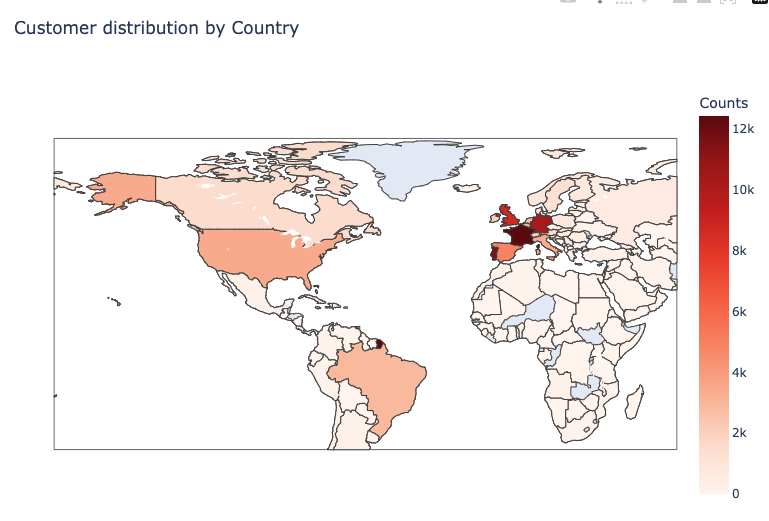 Customer distribution by Country
Counts
12k
10k
8k
6k
4k
2k
0